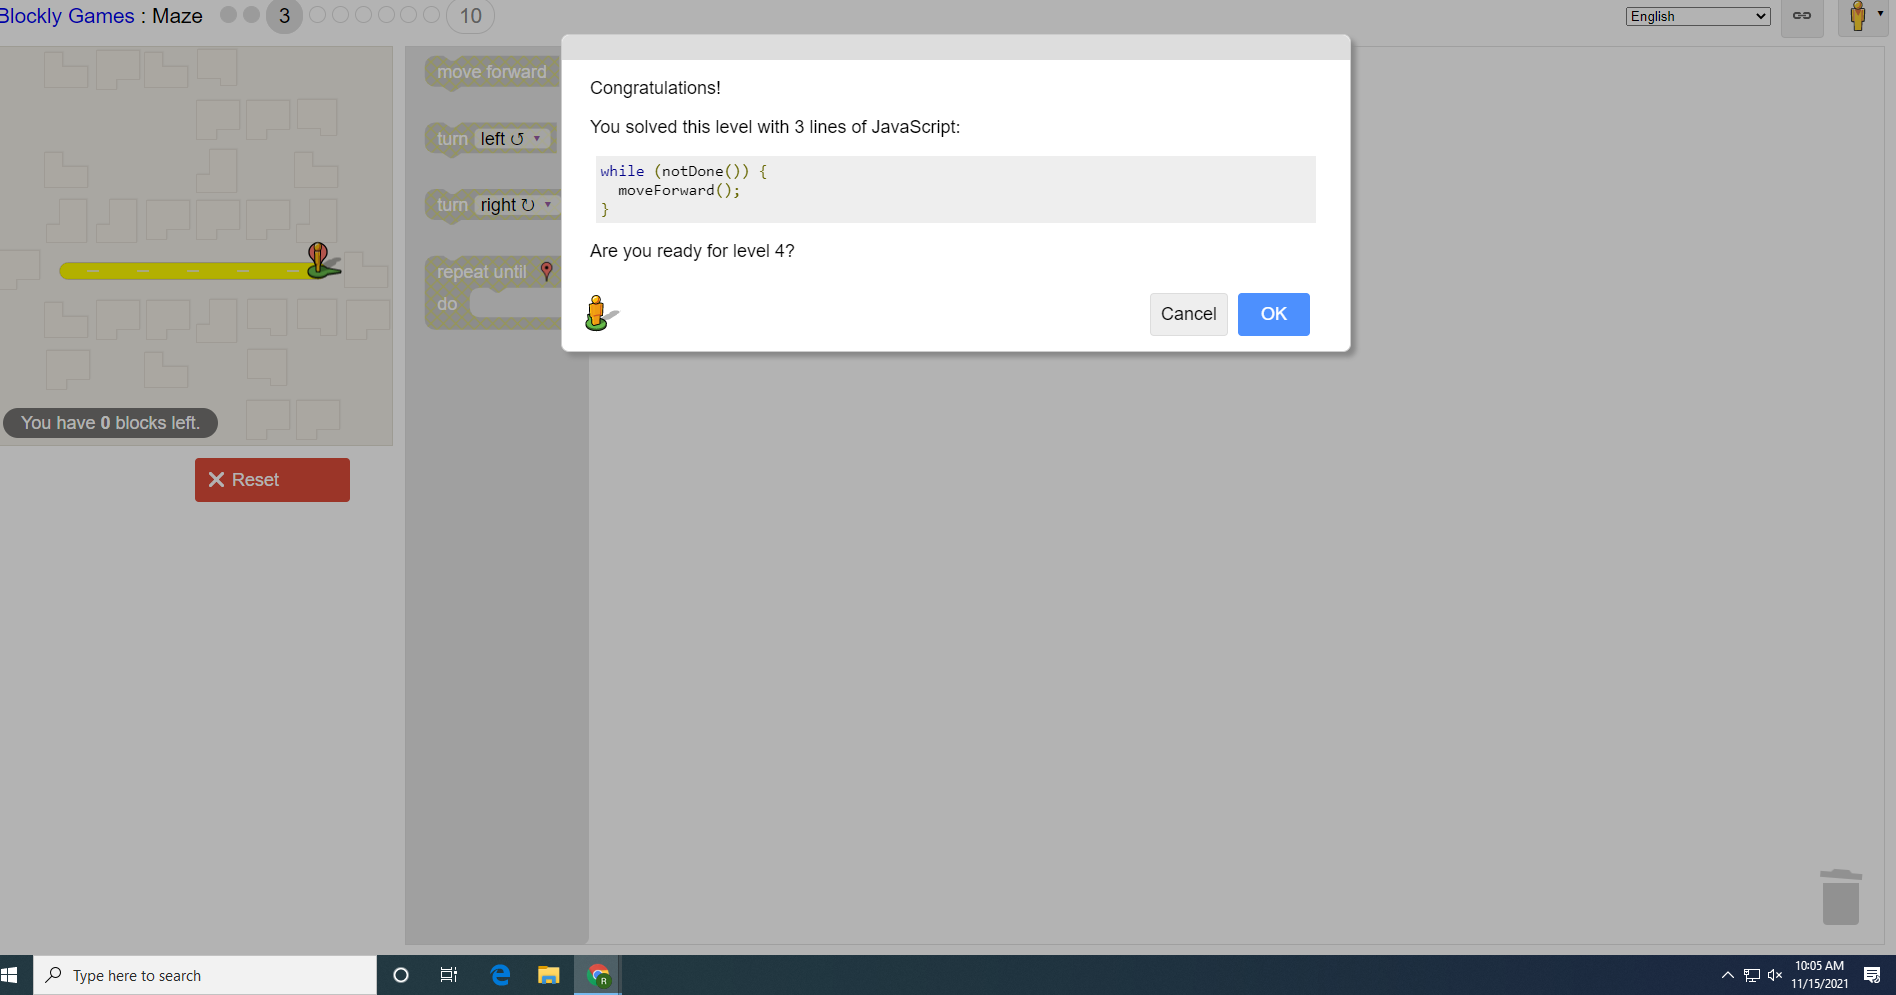 Blockly Games : Maze 3 10
English
move forward
turn left ↺ ▾
turn right ↻ ▾
repeat until
do
You have 0 blocks left.
Reset
Congratulations!
You solved this level with 3 lines of JavaScript:
while (notDone()) {
  moveForward();
}
Are you ready for level 4?
Cancel OK
Type here to search
R
10:05 AM
11/15/2021